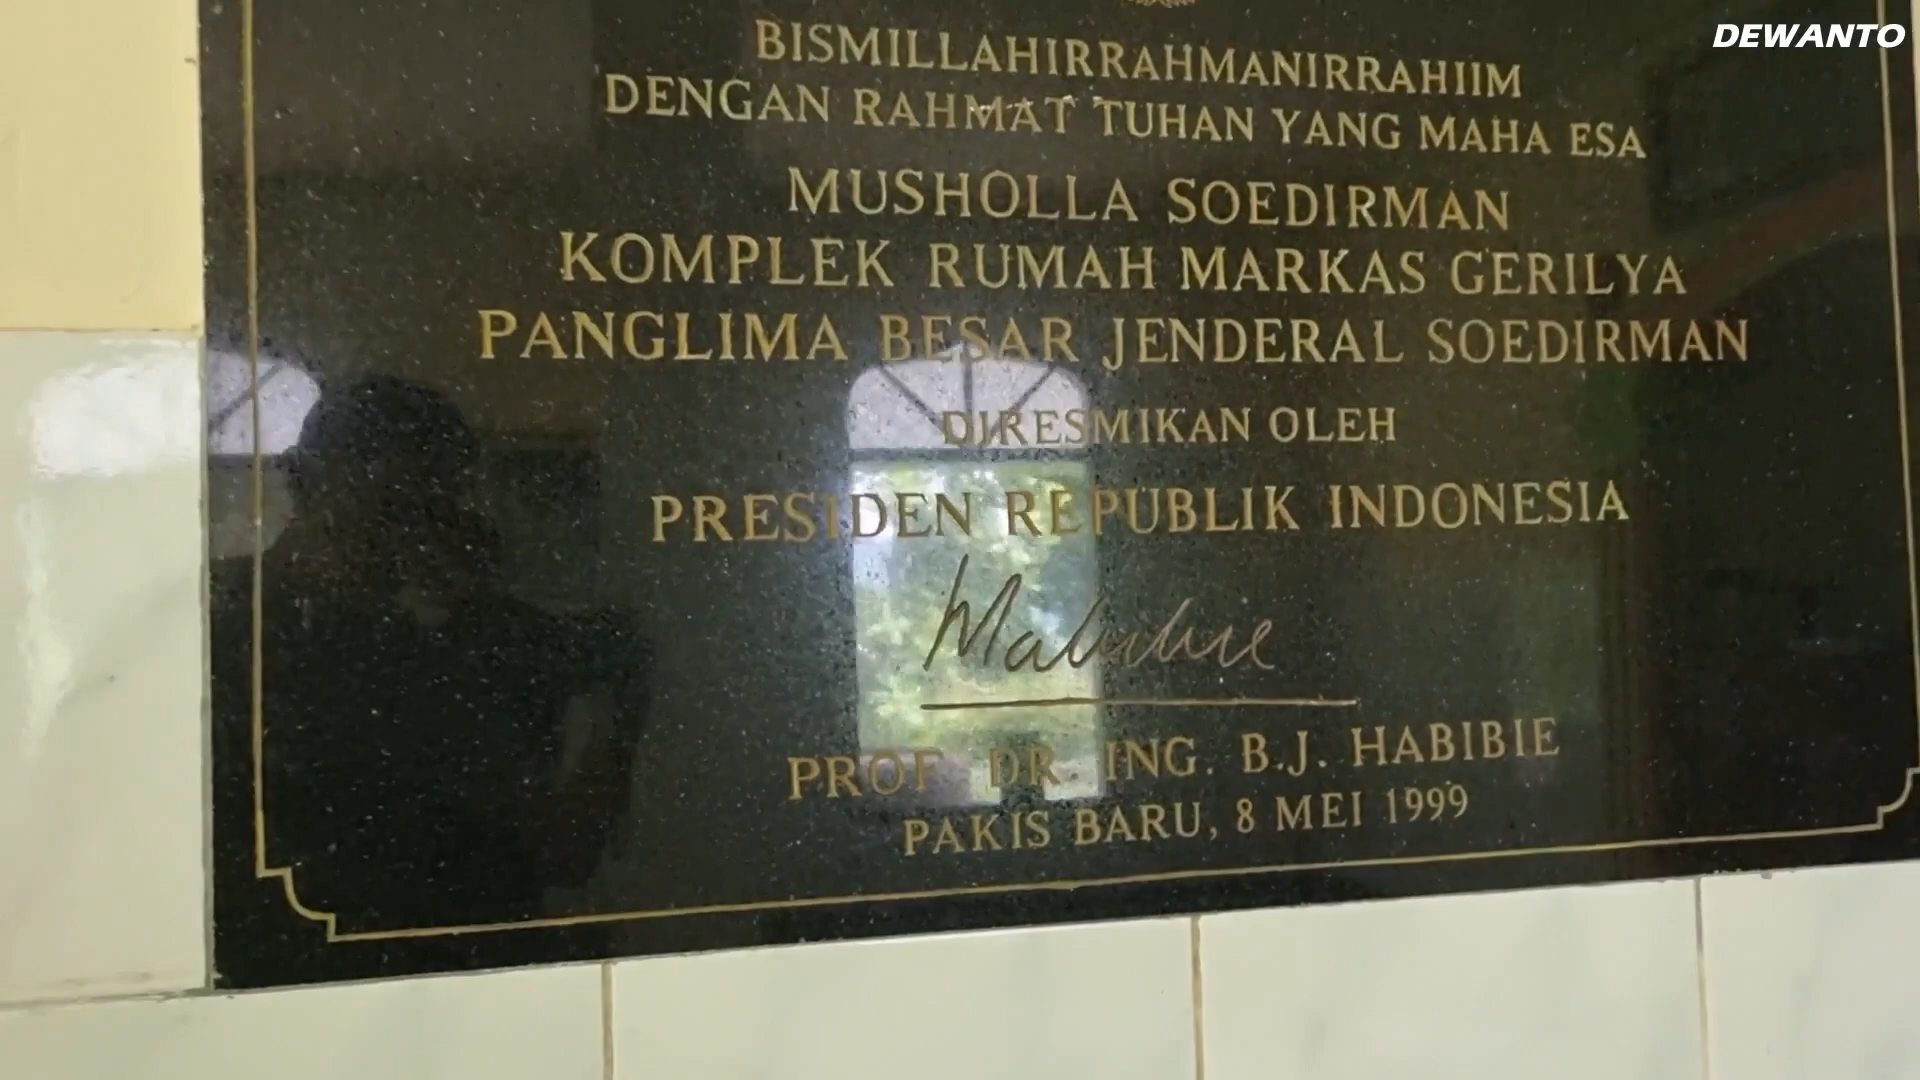 DEWANTO
BISMILLAHIRRAHMANIRRAHIIM
DENGAN RAHMAT TUHAN YANG MAHA ESA
MUSHOLLA SOEDIRMAN
KOMPLEK RUMAH MARKAS GERILYA
PANGLIMA BESAR JENDERAL SOEDIRMAN
DIRESMIKAN OLEH
PRESIDEN REPUBLIK INDONESIA
PROF DR. ING. B.J. HABIBIE
PAKIS BARU, 8 MEI 1999